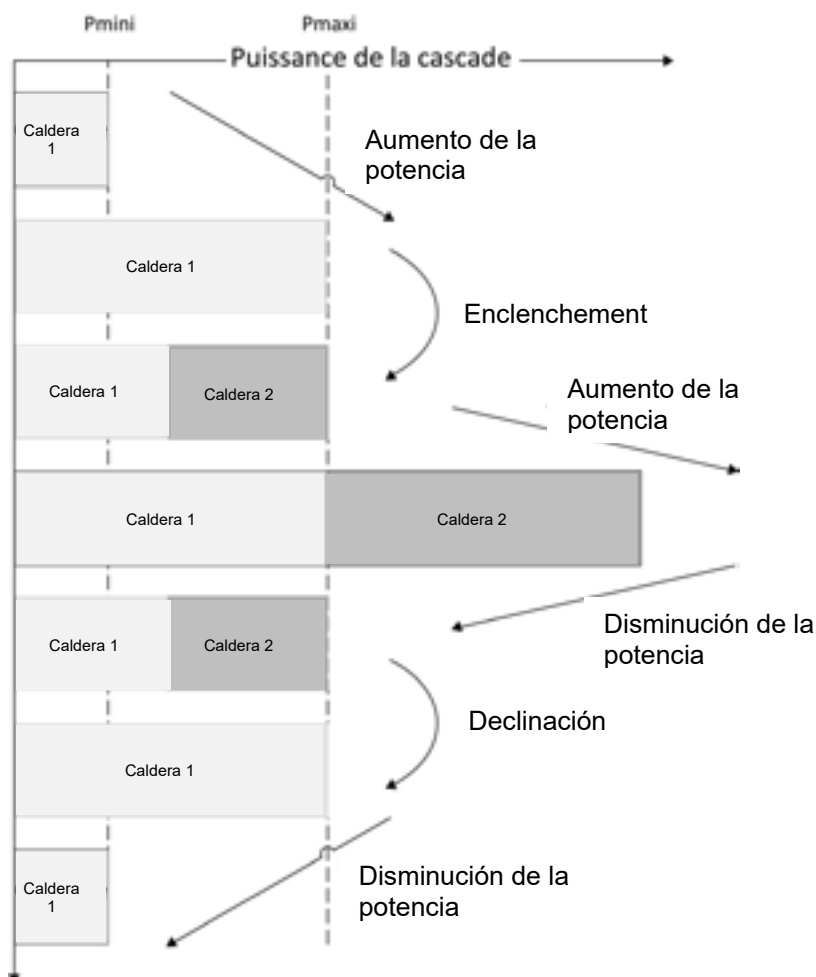 Pmini Pmaxi
Puissance de la cascade
Caldera
1
Aumento de la
potencia
Caldera 1
Enclenchement
Caldera 1 Caldera 2
Aumento de la
potencia
Caldera 1 Caldera 2
Caldera 1 Caldera 2
Disminución de la
potencia
Declinación
Caldera 1
Caldera
1
Disminución de la
potencia